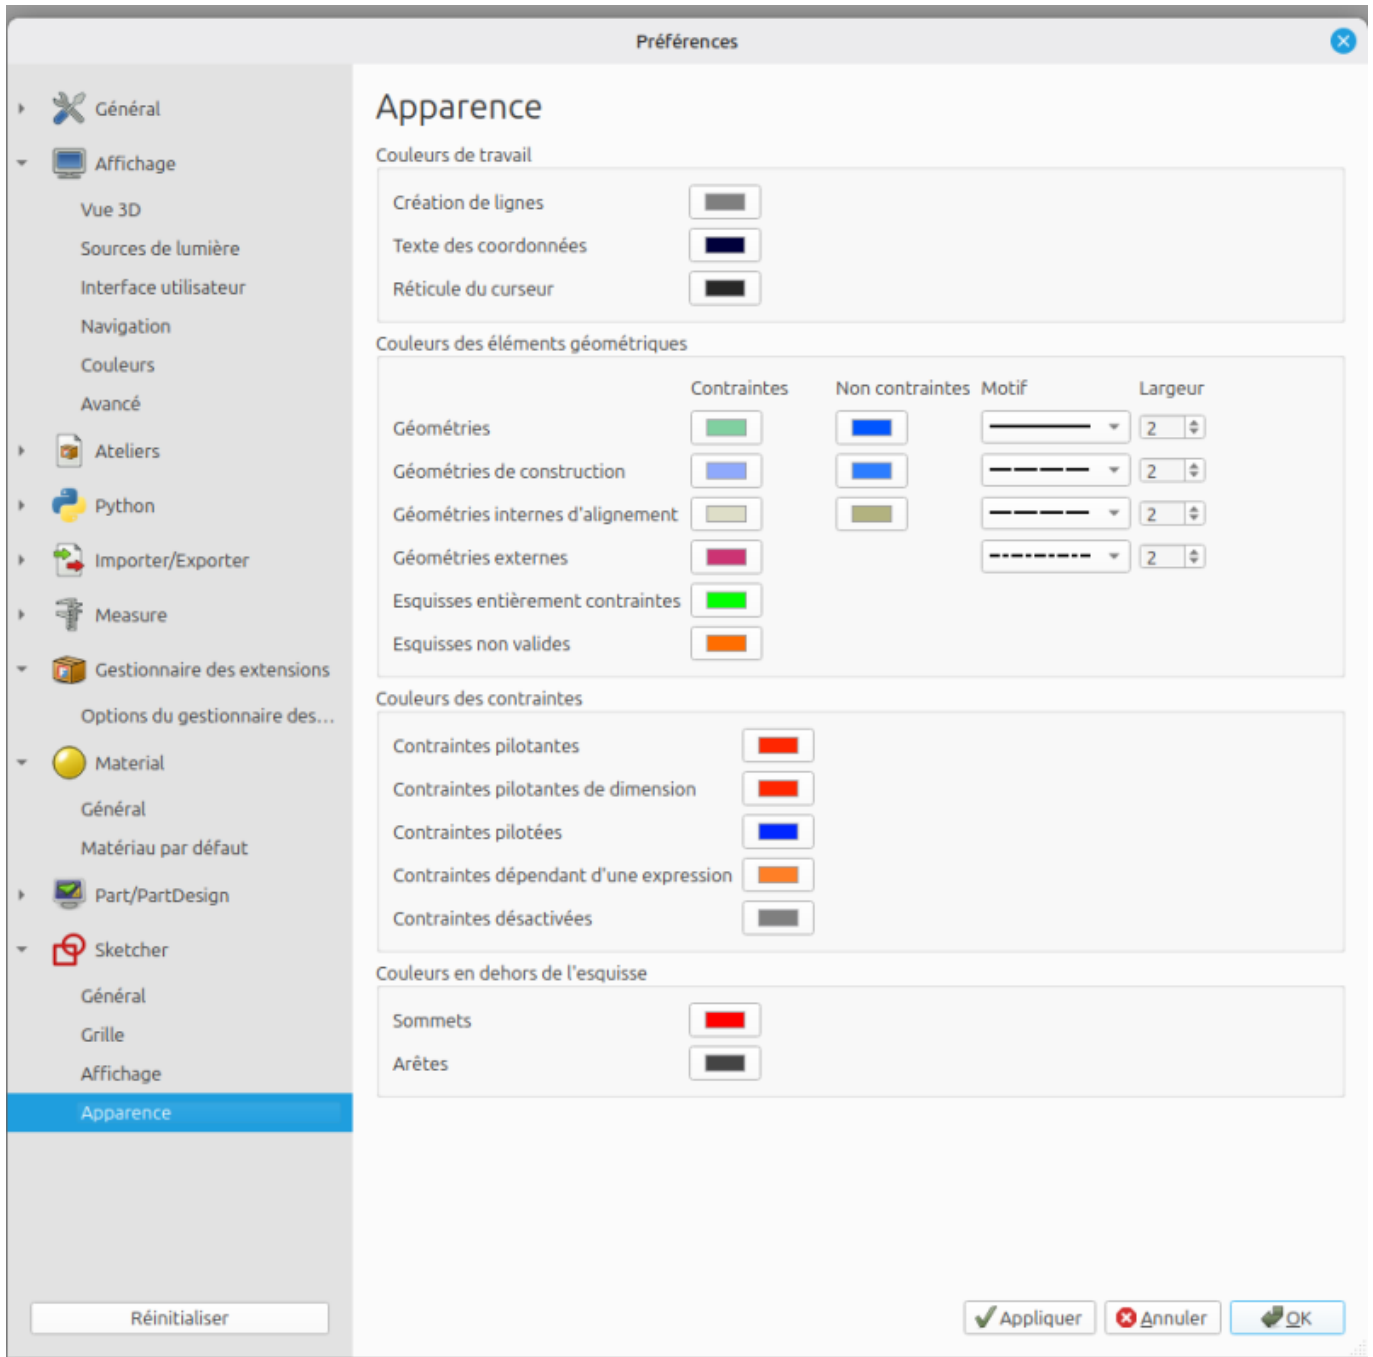 Préférences
Général
Affichage
Vue 3D
Sources de lumière
Interface utilisateur
Navigation
Couleurs
Avancé
Ateliers
Python
Importer/Exporter
Measure
Gestionnaire des extensions
Options du gestionnaire des...
Material
Général
Matériau par défaut
Part/PartDesign
Sketcher
Général
Grille
Affichage
Apparence
Réinitialiser
Apparence
Couleurs de travail
Création de lignes
Texte des coordonnées
Réticule du curseur
Couleurs des éléments géométriques
Contraintes Non contraintes Motif Largeur
Géométries 2
Géométries de construction 2
Géométries internes d'alignement 2
Géométries externes 2
Esquisses entièrement contraintes
Esquisses non valides
Couleurs des contraintes
Contraintes pilotantes
Contraintes pilotantes de dimension
Contraintes pilotées
Contraintes dépendant d'une expression
Contraintes désactivées
Couleurs en dehors de l'esquisse
Sommets
Arêtes
Appliquer Annuler OK